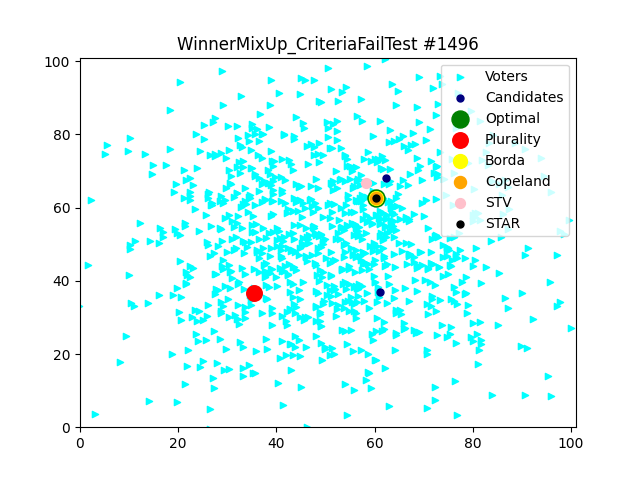 WinnerMixUp_CriteriaFailTest #1496
100
80
60
40
20
0
0 20 40 60 80 100
Voters
Candidates
Optimal
Plurality
Borda
Copeland
STV
STAR